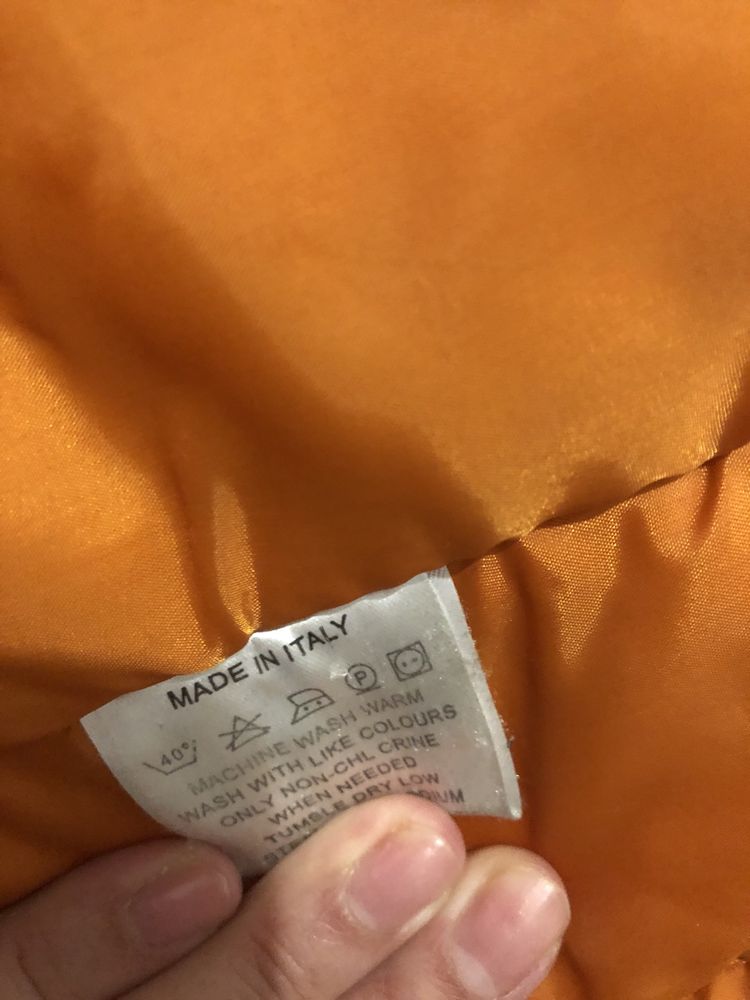 MADE IN ITALY
40° P
MACHINE WASH WARM
WASH WITH LIKE COLOURS
ONLY NON-CHL CRINE
WHEN NEEDED
TUMBLE DRY LOW